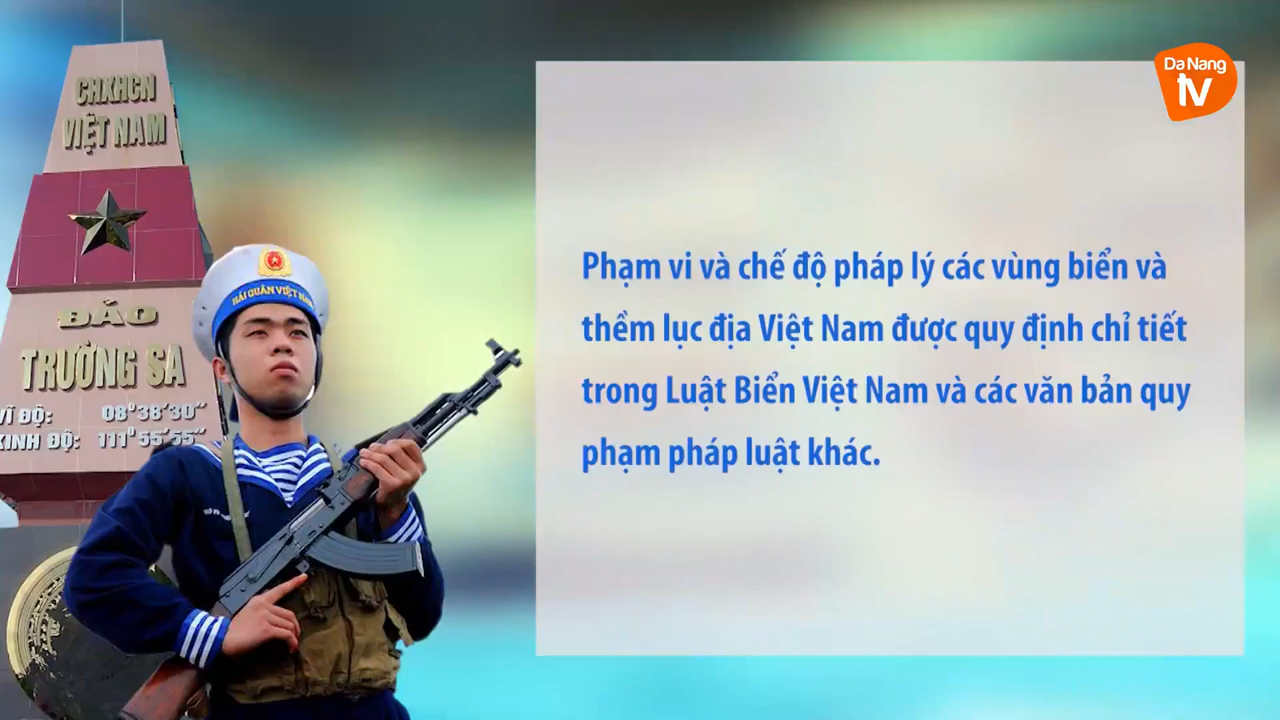 CHXHCN
VIỆT NAM
ĐẢO
TRƯỜNG SA
VĨ ĐỘ: 08°38'30"
KINH ĐỘ: 111°55'55"
HẢI QUÂN VIỆT NAM
Da Nang
tv
Phạm vi và chế độ pháp lý các vùng biển và
thềm lục địa Việt Nam được quy định chỉ tiết
trong Luật Biển Việt Nam và các văn bản quy
phạm pháp luật khác.